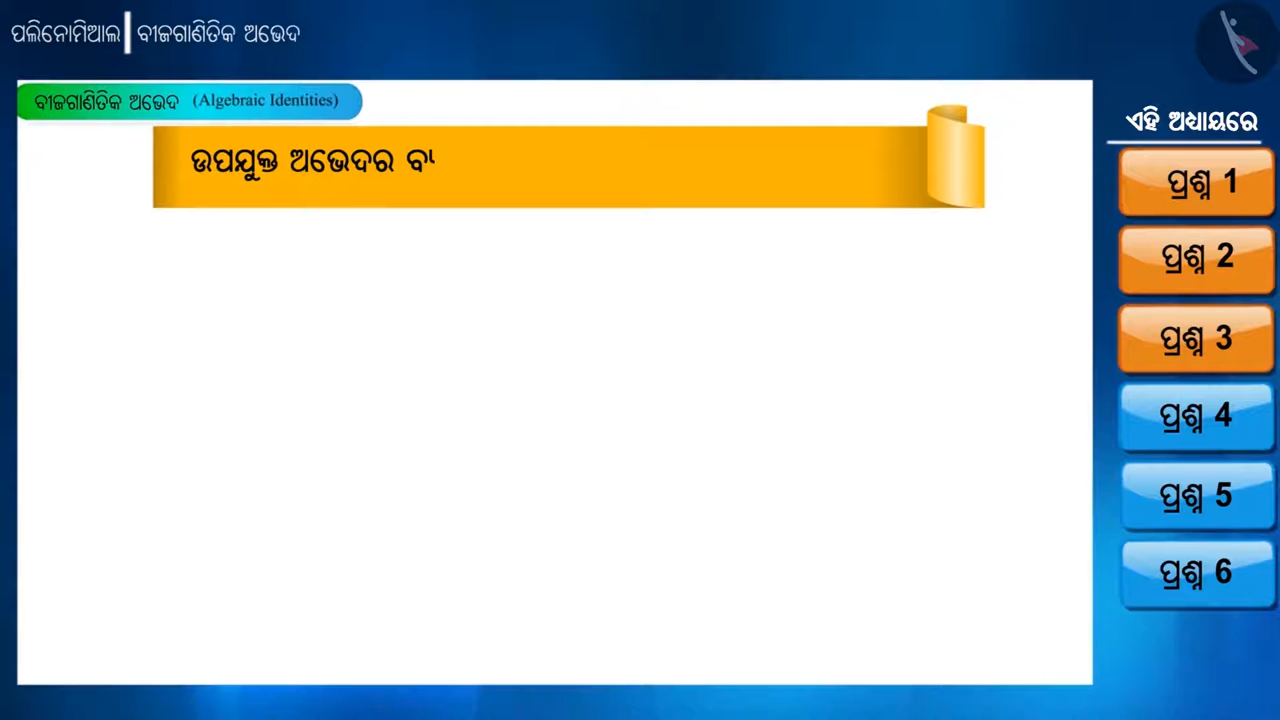 ପଲିନୋମିଆଲ ବୀଜଗାଣିତିକ ଅଭେଦ
ବୀଜଗାଣିତିକ ଅଭେଦ (Algebraic Identities)
ଉପଯୁକ୍ତ ଅଭେଦର
ଏହି ଅଧ୍ୟାୟରେ
ପ୍ରଶ୍ନ 1
ପ୍ରଶ୍ନ 2
ପ୍ରଶ୍ନ 3
ପ୍ରଶ୍ନ 4
ପ୍ରଶ୍ନ 5
ପ୍ରଶ୍ନ 6